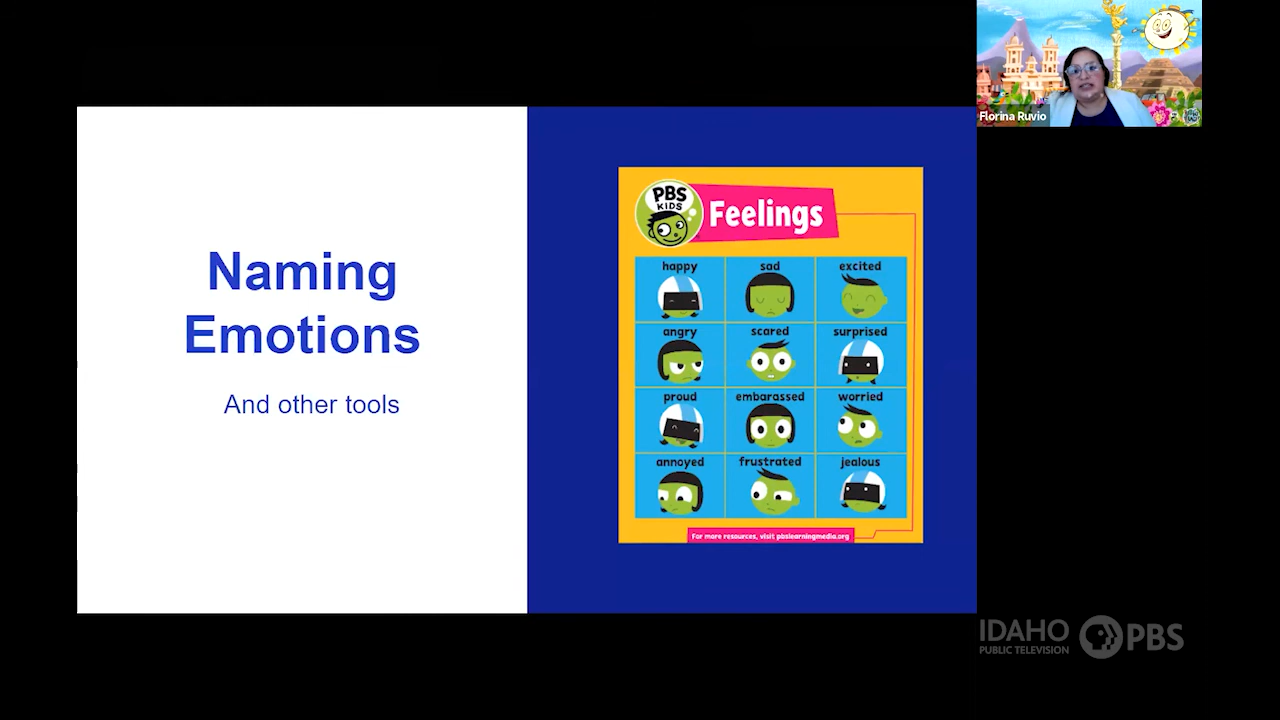 Naming
Emotions
And other tools
PBS
KIDS
Feelings
happy
sad
excited
angry
scared
surprised
proud
embarassed
worried
annoyed
frustrated
jealous
For more resources, visit pbslearningmedia.org
Florina Ruvio
IDAHO
PUBLIC TELEVISION
PBS